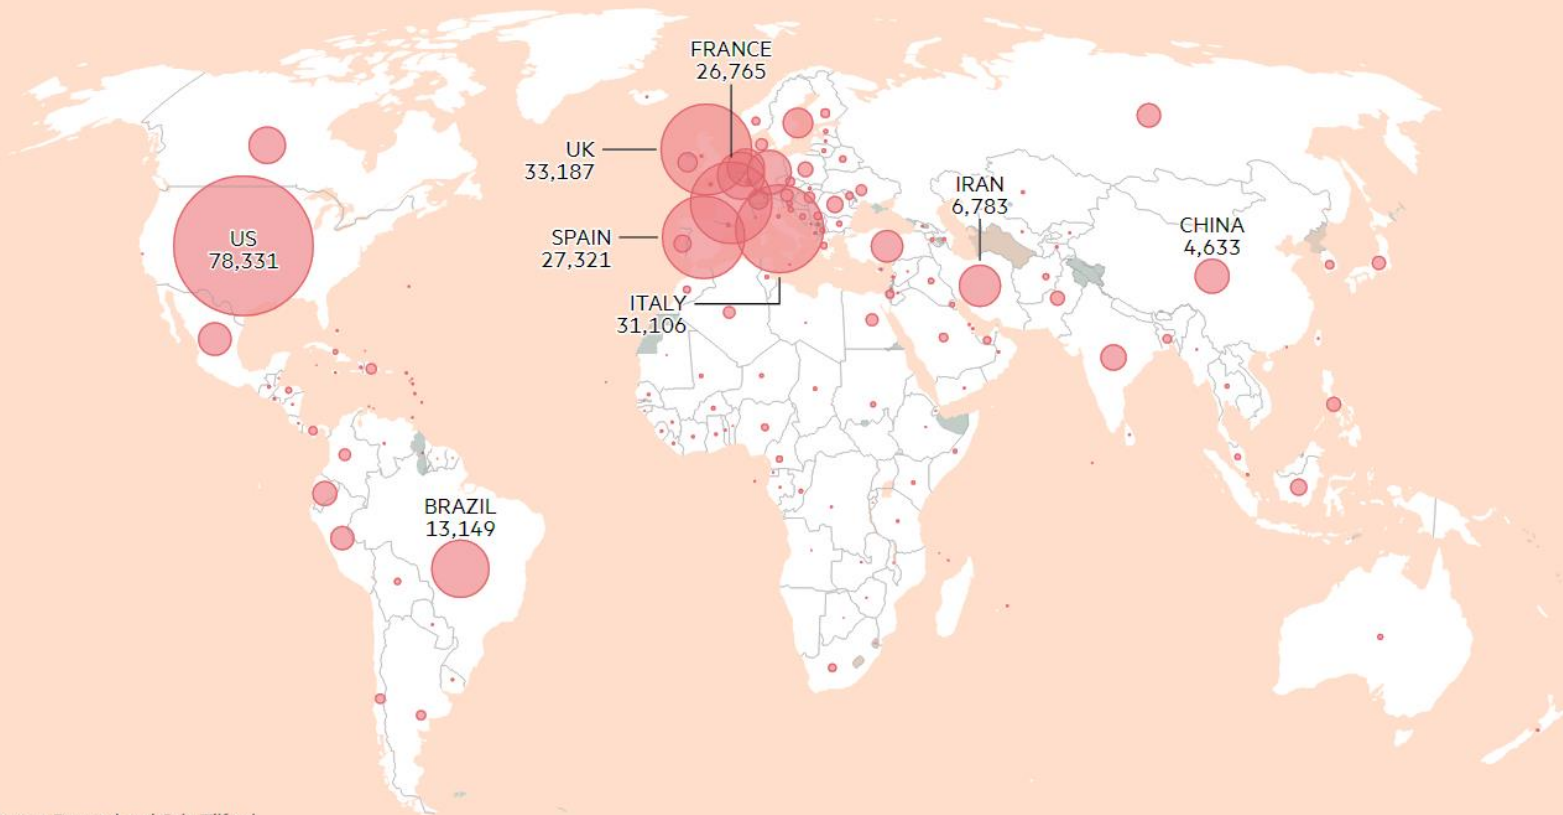 FRANCE
26,765
UK
33,187
IRAN
6,783
CHINA
4,633
US
78,331
SPAIN
27,321
ITALY
31,106
BRAZIL
13,149